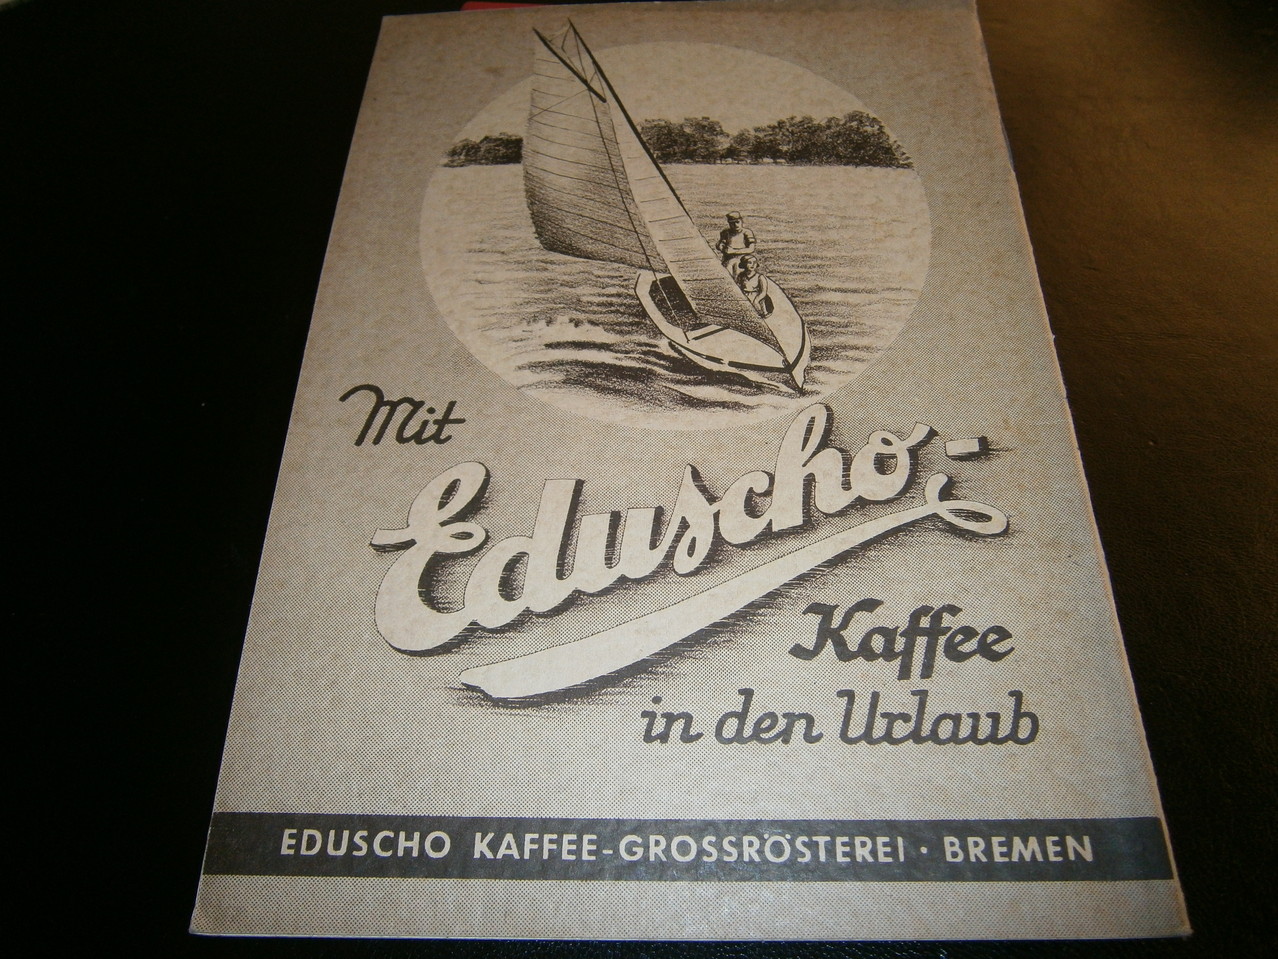 Mit
Eduscho-
Kaffee
in den Urlaub
EDUSCHO KAFFEE-GROSSRÖSTEREI · BREMEN